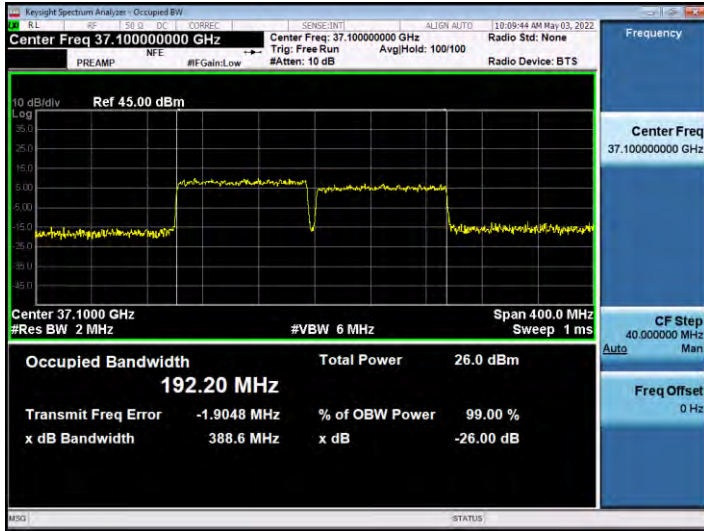 Keysight Spectrum Analyzer - Occupied BW
RL RF 50 Ω DC CORREC SENSE:INT ALIGN AUTO 10:09:44 AM May 03, 2022
Center Freq 37.100000000 GHz
Center Freq: 37.100000000 GHz
Radio Std: None
NFE
Trig: Free Run Avg|Hold: 100/100
PREAMP #IFGain:Low #Atten: 10 dB Radio Device: BTS
Frequency
10 dB/div Ref 45.00 dBm
Log
35.0
25.0
15.0
5.00
-5.00
-15.0
-25.0
-35.0
-45.0
Center 37.1000 GHz Span 400.0 MHz
#Res BW 2 MHz #VBW 6 MHz Sweep 1 ms
Occupied Bandwidth Total Power 26.0 dBm
192.20 MHz
Transmit Freq Error -1.9048 MHz % of OBW Power 99.00 %
x dB Bandwidth 388.6 MHz x dB -26.00 dB
Center Freq
37.100000000 GHz
CF Step
40.000000 MHz
Auto Man
Freq Offset
0 Hz
MSG STATUS